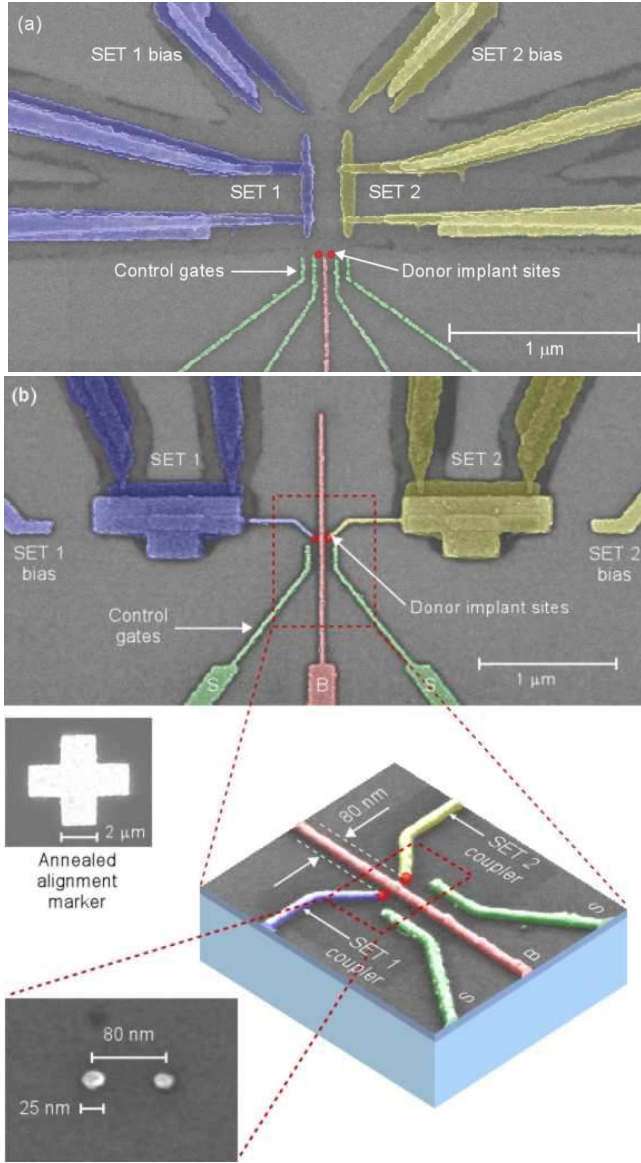 (a)
SET 1 bias
SET 2 bias
SET 1
SET 2
Control gates
Donor implant sites
1 μm
(b)
SET 1
SET 2
SET 1
bias
SET 2
bias
Donor implant sites
Control
gates
1 μm
S
B
S
2 μm
Annealed
alignment
marker
80 nm
SET 2
coupler
SET 1
coupler
S
B
S
80 nm
25 nm